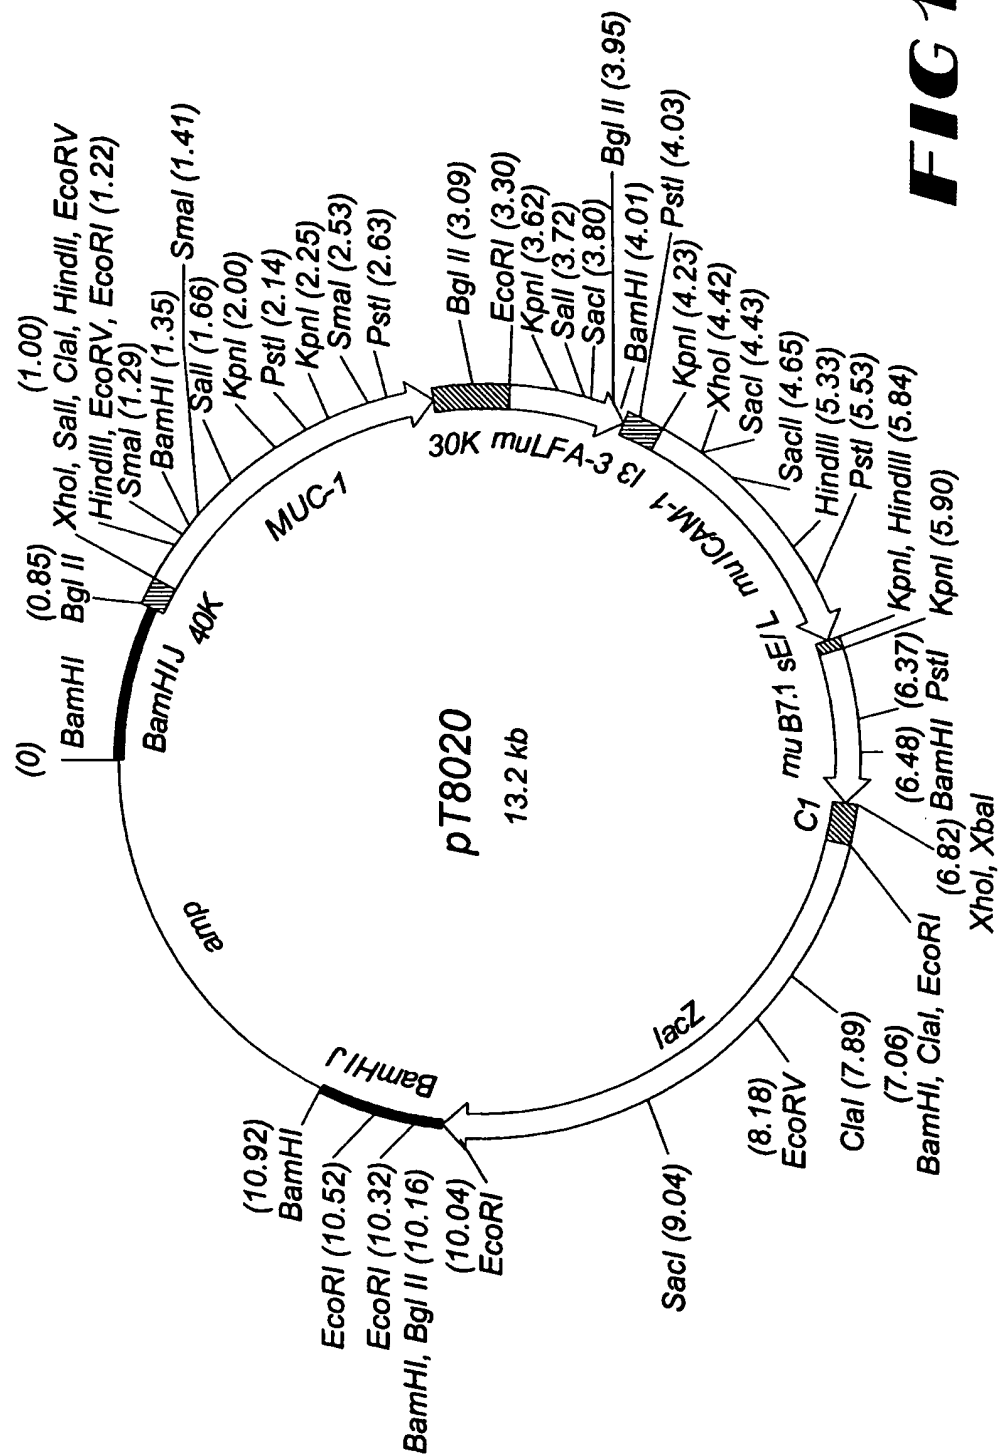 pT8020
13.2 kb
(0)
BamHI
BamHI J
(0.85)
Bgl II
40K
(1.00)
XhoI, SalI, ClaI, HindII, EcoRV
HindIII, EcoRV, EcoRI (1.22)
SmaI (1.29)
BamHI (1.35)
SmaI (1.41)
SalI (1.66)
KpnI (2.00)
PstI (2.14)
KpnI (2.25)
SmaI (2.53)
PstI (2.63)
MUC-1
Bgl II (3.09)
30K
EcoRI (3.30)
KpnI (3.62)
SalI (3.72)
SacI (3.80)
muLFA-3
Bgl II (3.95)
BamHI (4.01)
I3
PstI (4.03)
KpnI (4.23)
XhoI (4.42)
SacI (4.43)
SacII (4.65)
HindIII (5.33)
PstI (5.53)
muICAM-1
KpnI, HindIII (5.84)
sE/L
KpnI (5.90)
(6.37)
PstI
(6.48)
BamHI
mu B7.1
(6.82)
XhoI, XbaI
C1
(7.06)
BamHI, ClaI, EcoRI
ClaI (7.89)
(8.18)
EcoRV
lacZ
SacI (9.04)
(10.04)
EcoRI
BamHI, Bgl II (10.16)
EcoRI (10.32)
EcoRI (10.52)
BamHI J
(10.92)
BamHI
amp